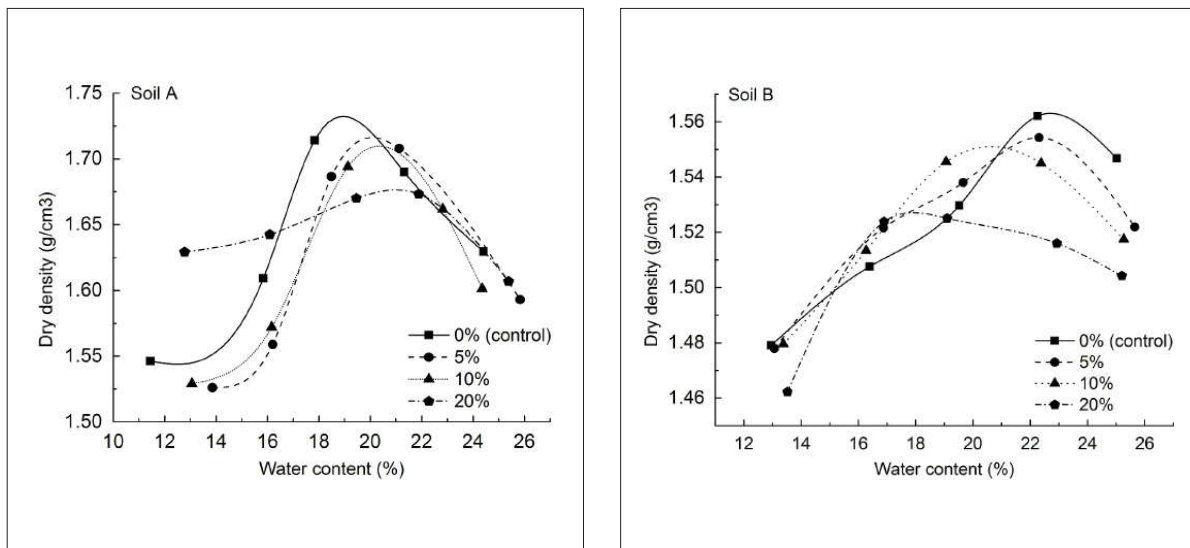 Soil A
Dry density (g/cm3)
1.75
1.70
1.65
1.60
1.55
1.50
0% (control)
5%
10%
20%
10 12 14 16 18 20 22 24 26
Water content (%)
Soil B
Dry density (g/cm3)
1.56
1.54
1.52
1.50
1.48
1.46
0% (control)
5%
10%
20%
12 14 16 18 20 22 24 26
Water content (%)